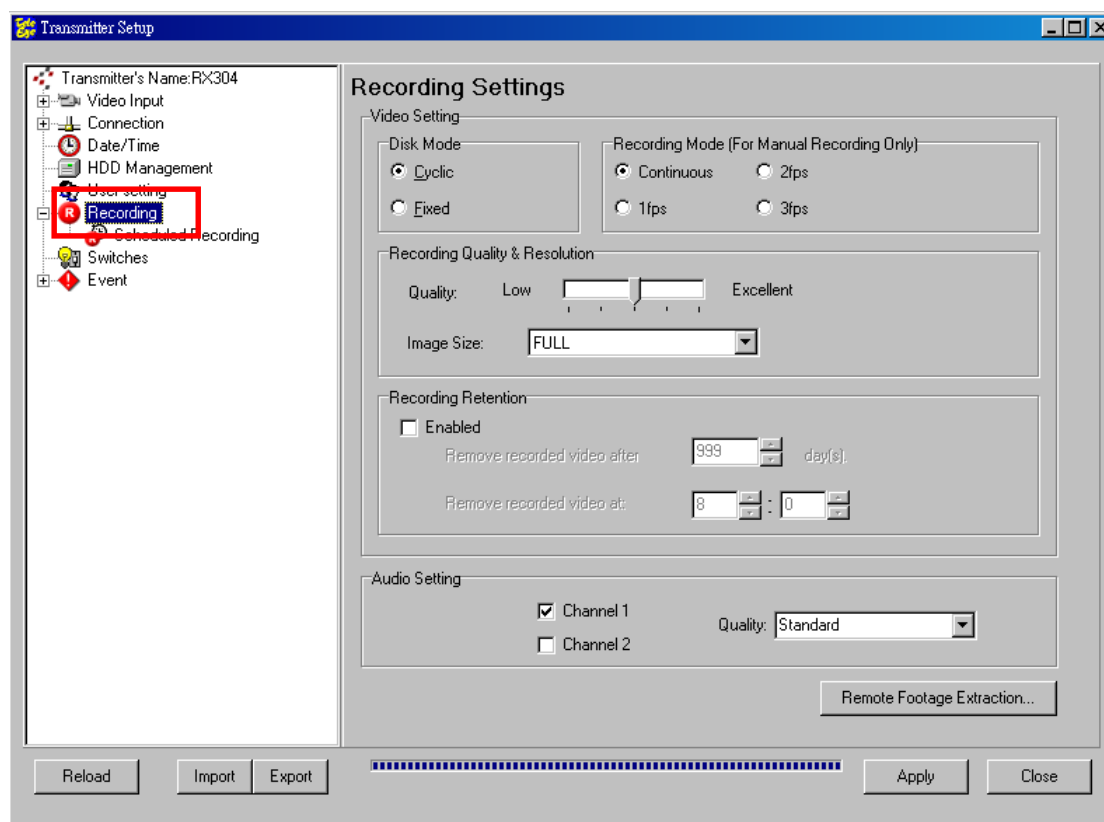 Tele Eye Transmitter Setup
Transmitter's Name:RX304
Video Input
Connection
Date/Time
HDD Management
User setting
R Recording
R Scheduled Recording
Switches
Event
Recording Settings
Video Setting
Disk Mode
Cyclic
Fixed
Recording Mode (For Manual Recording Only)
Continuous 2fps
1fps 3fps
Recording Quality & Resolution
Quality: Low Excellent
Image Size: FULL
Recording Retention
Enabled
Remove recorded video after 999 day(s).
Remove recorded video at: 8 : 0
Audio Setting
Channel 1
Channel 2
Quality: Standard
Remote Footage Extraction...
Reload Import Export Apply Close